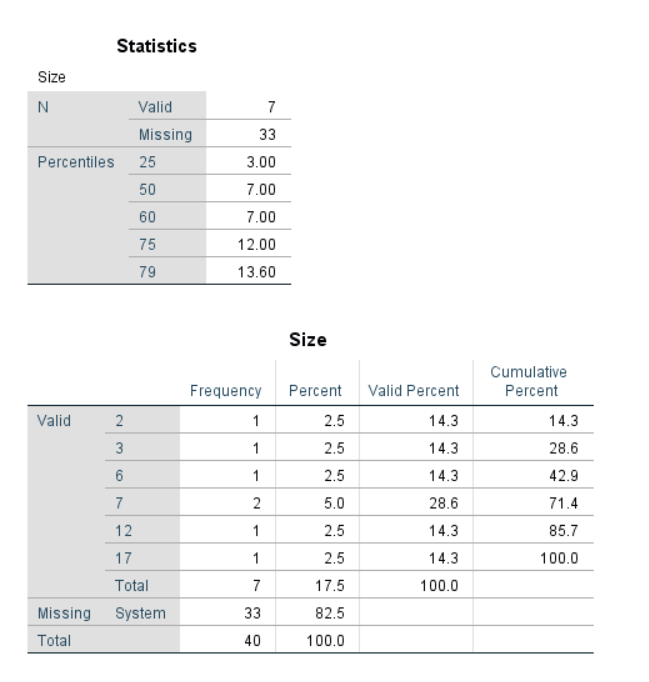 Statistics
Size
N Valid 7
Missing 33
Percentiles 25 3.00
50 7.00
60 7.00
75 12.00
79 13.60
Size
Frequency Percent Valid Percent Cumulative Percent
Valid 2 1 2.5 14.3 14.3
3 1 2.5 14.3 28.6
6 1 2.5 14.3 42.9
7 2 5.0 28.6 71.4
12 1 2.5 14.3 85.7
17 1 2.5 14.3 100.0
Total 7 17.5 100.0
Missing System 33 82.5
Total 40 100.0